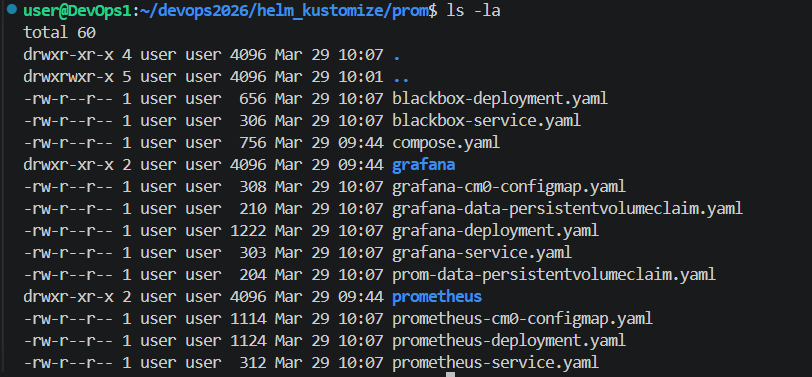 user@DevOps1:~/devops2026/helm_kustomize/prom$ ls -la
total 60
drwxr-xr-x 4 user user 4096 Mar 29 10:07 .
drwxrwxr-x 5 user user 4096 Mar 29 10:01 ..
-rw-r--r-- 1 user user  656 Mar 29 10:07 blackbox-deployment.yaml
-rw-r--r-- 1 user user  306 Mar 29 10:07 blackbox-service.yaml
-rw-r--r-- 1 user user  756 Mar 29 09:44 compose.yaml
drwxr-xr-x 2 user user 4096 Mar 29 09:44 grafana
-rw-r--r-- 1 user user  308 Mar 29 10:07 grafana-cm0-configmap.yaml
-rw-r--r-- 1 user user  210 Mar 29 10:07 grafana-data-persistentvolumeclaim.yaml
-rw-r--r-- 1 user user 1222 Mar 29 10:07 grafana-deployment.yaml
-rw-r--r-- 1 user user  303 Mar 29 10:07 grafana-service.yaml
-rw-r--r-- 1 user user  204 Mar 29 10:07 prom-data-persistentvolumeclaim.yaml
drwxr-xr-x 2 user user 4096 Mar 29 09:44 prometheus
-rw-r--r-- 1 user user 1114 Mar 29 10:07 prometheus-cm0-configmap.yaml
-rw-r--r-- 1 user user 1124 Mar 29 10:07 prometheus-deployment.yaml
-rw-r--r-- 1 user user  312 Mar 29 10:07 prometheus-service.yaml